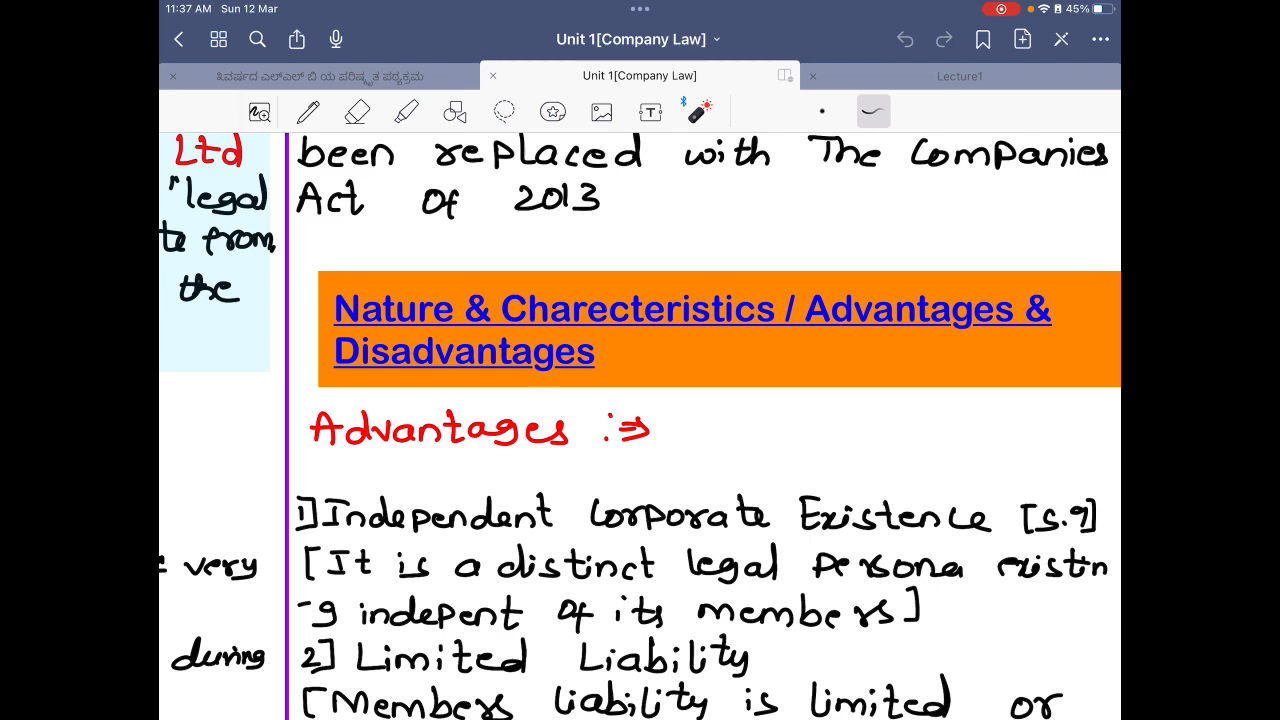 11:37 AM Sun 12 Mar
45%
Unit 1[Company Law]
೩ವರ್ಷದ ಎಲ್ಎಲ್ ಬಿ ಯ ಪರಿಷ್ಕೃತ ಪಠ್ಯಕ್ರಮ
Unit 1[Company Law]
Lecture1
Ltd
"legal
te from
the
very
during
been replaced with The Companies
Act Of 2013
Nature & Charecteristics / Advantages &
Disadvantages
Advantages :⇒
1] Independent Corporate Existence [s.9]
[It is a distinct legal persona existin
-g indepent Of its members]
2] Limited Liability
[Members liability is limited or